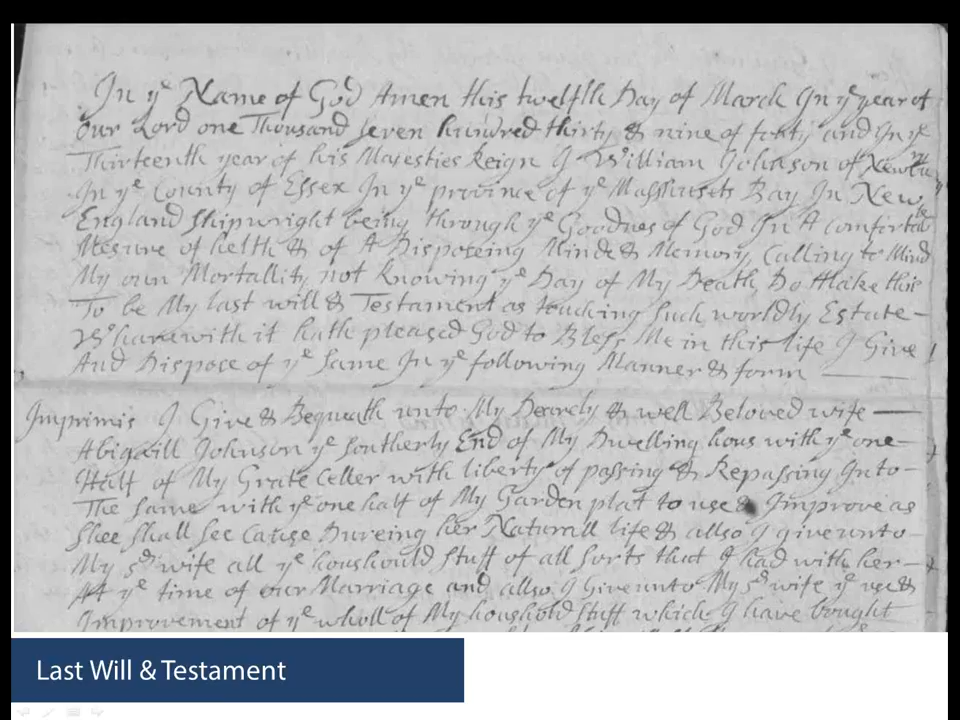 In ye Name of God Amen this twelfth Day of March In ye year of
Our Lord one Thousand seven hundred thirty & nine of forty and In ye
Thirteenth year of his Majesties Reign I William Johnson of
In ye County of Essex In ye province of ye Massusets Bay In New
England shipwright being through ye Goodnes of God In A
Mesure of helth & of A Disposeing Minde & Memory, Calling to Mind
My own Mortallity not knowing ye Day of My Death Do Make this
To be My last will & Testament as touching such worldly Estate
Wharewith it hath pleased God to Bless Me in this life I Give
And Dispose of ye same In ye following Manner & form
Imprimis I Give & Bequeath unto My Dearely & well Beloved wife
Abigaill Johnson ye southerly End of My Dwelling hous with ye one
Half of My Grate Celler with liberty of passing & Repassing Into
The same with ye one half of My Garden plat to use & Improve as
Shee shall see cause Dureing her Naturall life & allso I give unto
My sd wife all ye houshould stuff of all sorts that I had with her
At ye time of our Marriage and allso I Give unto My sd wife ye use &
Improvement of ye wholl of My houshold stuff which I have bought
Last Will & Testament